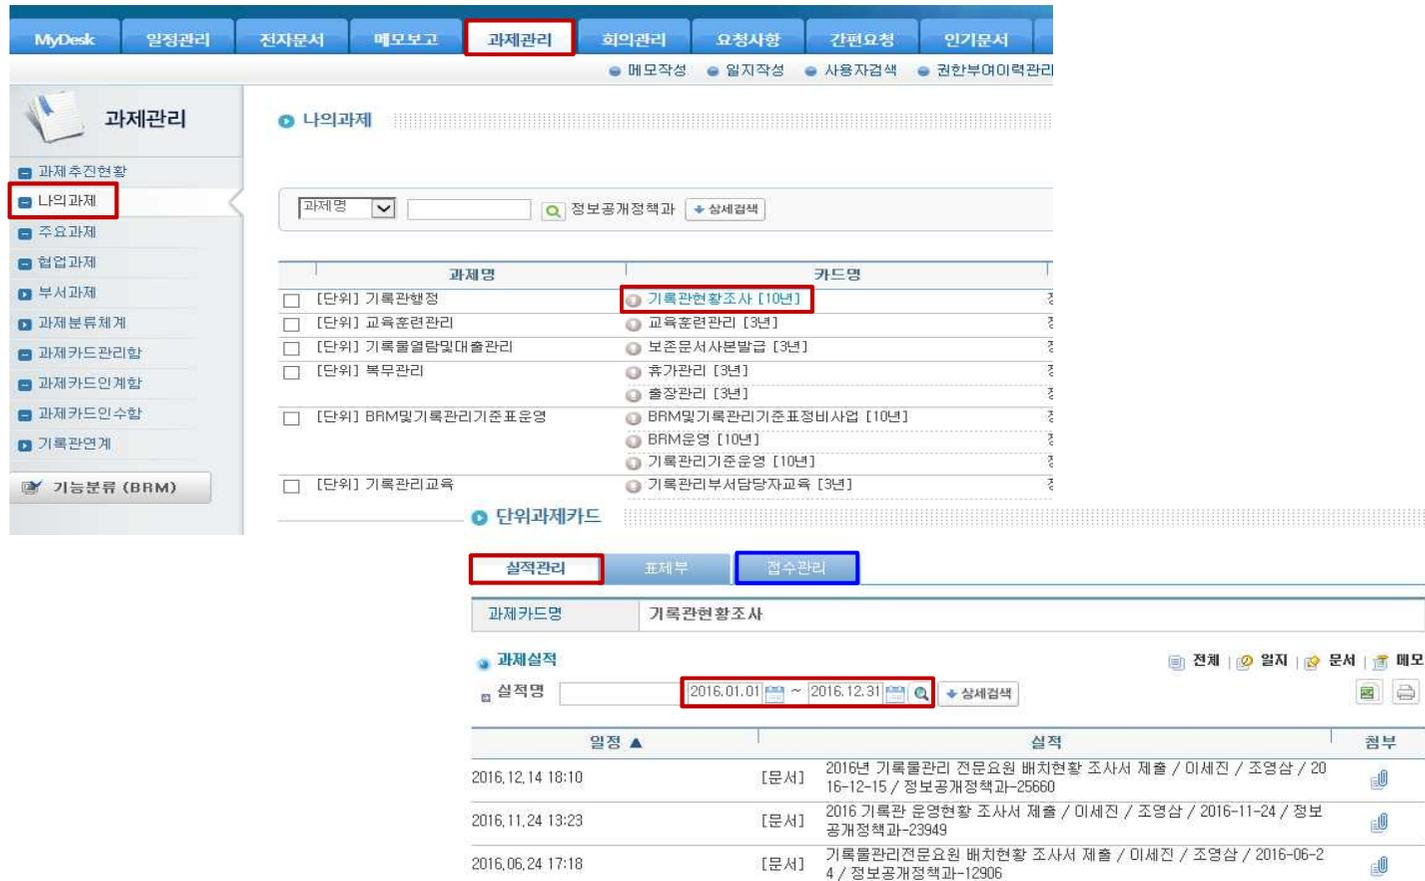 MyDesk 일정관리 전자문서 메모보고 과제관리 회의관리 요청사항 간편요청 인기문서
메모작성 일지작성 사용자검색 권한부여이력관리
과제관리
과제추진현황
나의과제
주요과제
협업과제
부서과제
과제분류체계
과제카드관리함
과제카드인계함
과제카드인수함
기록관연계
기능분류 (BRM)
나의과제
과제명 정보공개정책과 상세검색
과제명 카드명
[단위] 기록관행정 기록관현황조사 [10년]
[단위] 교육훈련관리 교육훈련관리 [3년]
[단위] 기록물열람및대출관리 보존문서사본발급 [3년]
[단위] 복무관리 휴가관리 [3년]
출장관리 [3년]
[단위] BRM및기록관리기준표운영 BRM및기록관리기준표정비사업 [10년]
BRM운영 [10년]
기록관리기준운영 [10년]
[단위] 기록관리교육 기록관리부서담당자교육 [3년]
단위과제카드
실적관리 표제부 접수관리
과제카드명 기록관현황조사
과제실적 전체 | 일지 | 문서 | 메모
실적명 2016.01.01 ~ 2016.12.31 상세검색
일정 ▲ 실적 첨부
2016.12.14 18:10 [문서] 2016년 기록물관리 전문요원 배치현황 조사서 제출 / 이세진 / 조영삼 / 20
16-12-15 / 정보공개정책과-25660
2016.11.24 13:23 [문서] 2016 기록관 운영현황 조사서 제출 / 이세진 / 조영삼 / 2016-11-24 / 정보
공개정책과-23949
2016.06.24 17:18 [문서] 기록물관리전문요원 배치현황 조사서 제출 / 이세진 / 조영삼 / 2016-06-2
4 / 정보공개정책과-12906